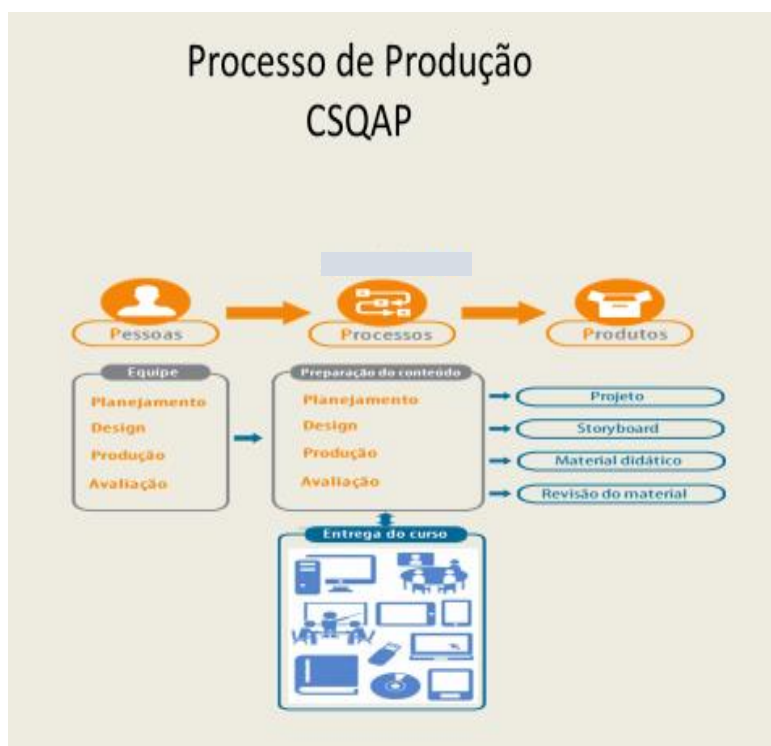 Processo de Produção
CSQAP
Pessoas
Processos
Produtos
Equipe
Planejamento
Design
Produção
Avaliação
Preparação do conteúdo
Planejamento
Design
Produção
Avaliação
Projeto
Storyboard
Material didático
Revisão do material
Entrega do curso